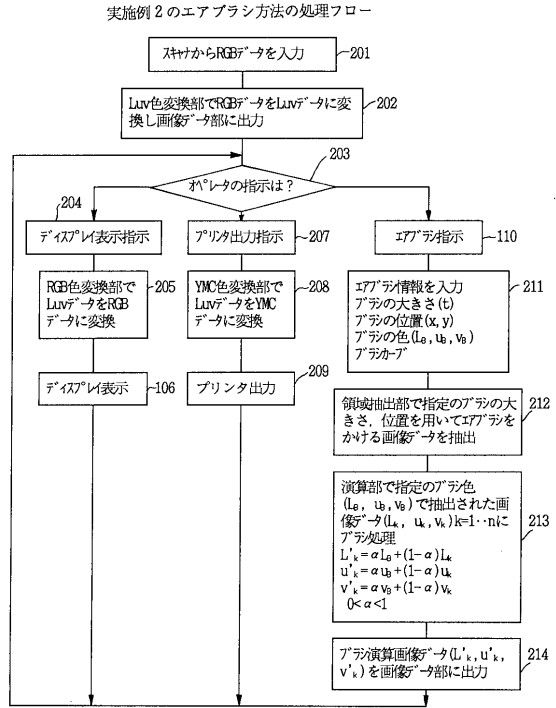 実施例2のエアブラシ方法の処理フロー
スキャナからRGBデータを入力
201
Luv色変換部でRGBデータをLuvデータに変
換し画像データ部に出力
202
203
オペレータの指示は?
204
ディスプレイ表示指示
RGB色変換部で
LuvデータをRGB
データに変換
205
ディスプレイ表示
106
プリンタ出力指示
207
YMC色変換部で
LuvデータをYMC
データに変換
208
プリンタ出力
209
エアブラシ指示
110
エアブラシ情報を入力
ブラシの大きさ(t)
ブラシの位置(x, y)
ブラシの色(LB, uB, vB)
ブラシカーブ
211
領域抽出部で指定のブラシの大
きさ, 位置を用いてエアブラシを
かける画像データを抽出
212
演算部で指定のブラシ色
(LB, uB, vB)で抽出された画
像データ(Lk, uk, vk)k=1‥nに
ブラシ処理
L'k=αLB+(1-α)Lk
u'k=αuB+(1-α)uk
v'k=αvB+(1-α)vk
0<α<1
213
ブラシ演算画像データ(L'k, u'k,
v'k)を画像データ部に出力
214